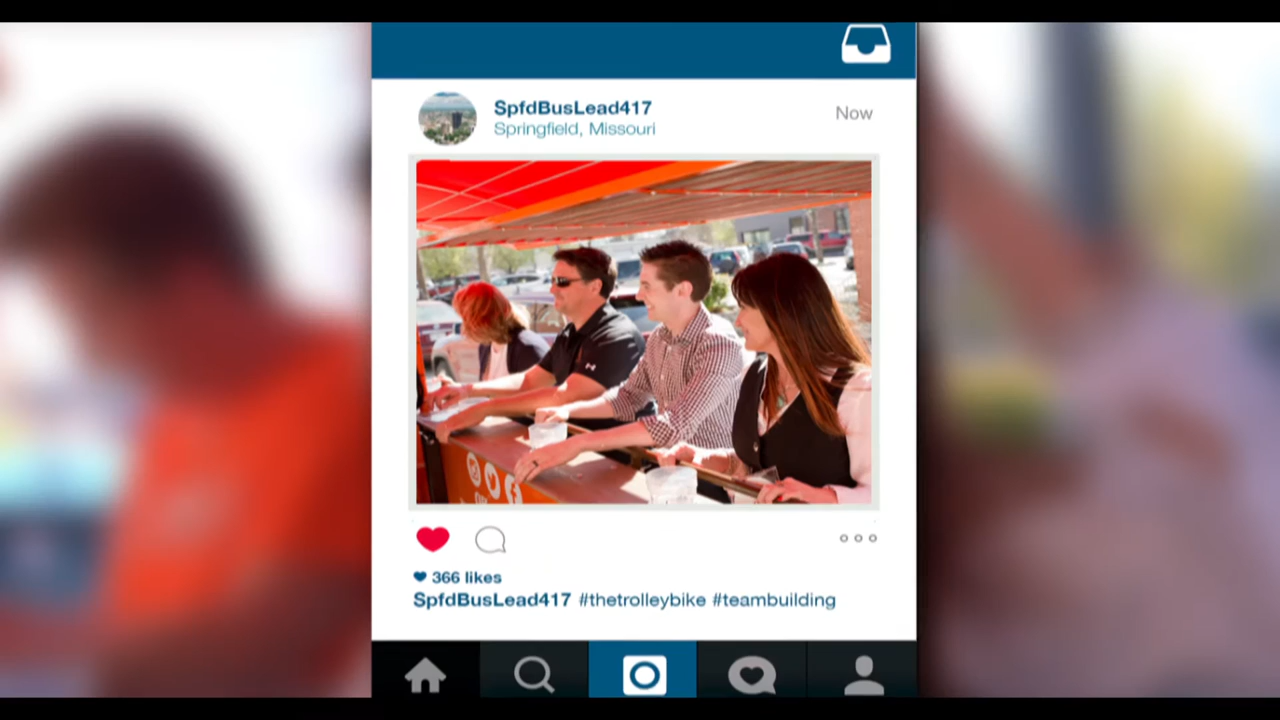 SpfdBusLead417
Springfield, Missouri
Now
366 likes
SpfdBusLead417 #thetrolleybike #teambuilding